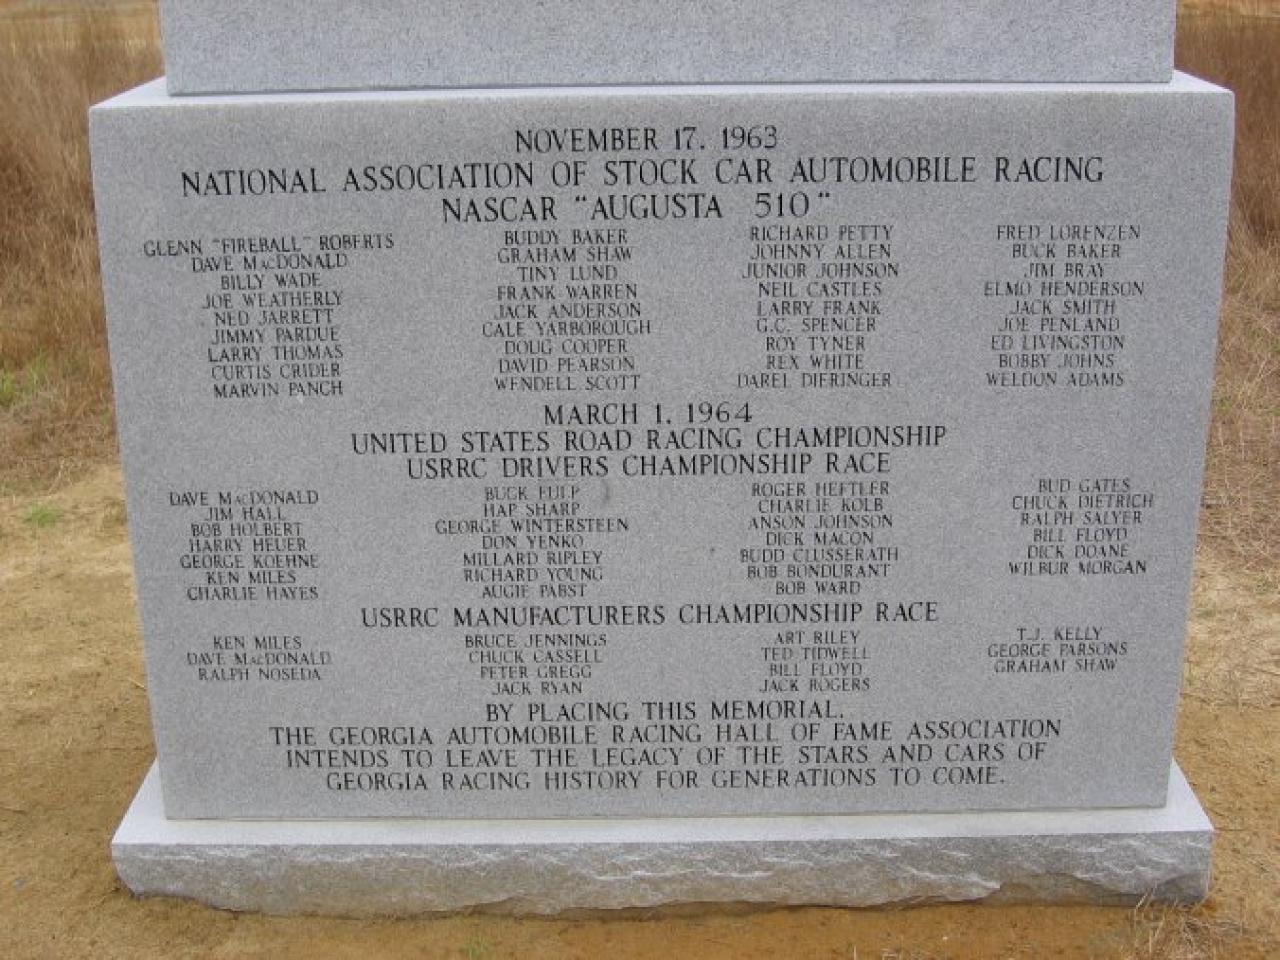 NOVEMBER 17, 1963
NATIONAL ASSOCIATION OF STOCK CAR AUTOMOBILE RACING
NASCAR "AUGUSTA 510"
GLENN "FIREBALL" ROBERTS
DAVE MacDONALD
BILLY WADE
JOE WEATHERLY
NED JARRETT
JIMMY PARDUE
LARRY THOMAS
CURTIS CRIDER
MARVIN PANCH
BUDDY BAKER
GRAHAM SHAW
TINY LUND
FRANK WARREN
JACK ANDERSON
CALE YARBOROUGH
DOUG COOPER
DAVID PEARSON
WENDELL SCOTT
RICHARD PETTY
JOHNNY ALLEN
JUNIOR JOHNSON
NEIL CASTLES
LARRY FRANK
G.C. SPENCER
ROY TYNER
REX WHITE
DAREL DIERINGER
FRED LORENZEN
BUCK BAKER
JIM BRAY
ELMO HENDERSON
JACK SMITH
JOE PENLAND
ED LIVINGSTON
BOBBY JOHNS
WELDON ADAMS
MARCH 1, 1964
UNITED STATES ROAD RACING CHAMPIONSHIP
USRRC DRIVERS CHAMPIONSHIP RACE
DAVE MacDONALD
JIM HALL
BOB HOLBERT
HARRY HEUER
GEORGE KOEHNE
KEN MILES
CHARLIE HAYES
BUCK FULP
HAP SHARP
GEORGE WINTERSTEEN
DON YENKO
MILLARD RIPLEY
RICHARD YOUNG
AUGIE PABST
ROGER HEFTLER
CHARLIE KOLB
ANSON JOHNSON
DICK MACON
BUDD CLUSSERATH
BOB BONDURANT
BOB WARD
BUD GATES
CHUCK DIETRICH
RALPH SALYER
BILL FLOYD
DICK DOANE
WILBUR MORGAN
USRRC MANUFACTURERS CHAMPIONSHIP RACE
KEN MILES
DAVE MacDONALD
RALPH NOSEDA
BRUCE JENNINGS
CHUCK CASSELL
PETER GREGG
JACK RYAN
ART RILEY
TED TIDWELL
BILL FLOYD
JACK ROGERS
T.J. KELLY
GEORGE PARSONS
GRAHAM SHAW
BY PLACING THIS MEMORIAL,
THE GEORGIA AUTOMOBILE RACING HALL OF FAME ASSOCIATION
INTENDS TO LEAVE THE LEGACY OF THE STARS AND CARS OF
GEORGIA RACING HISTORY FOR GENERATIONS TO COME.